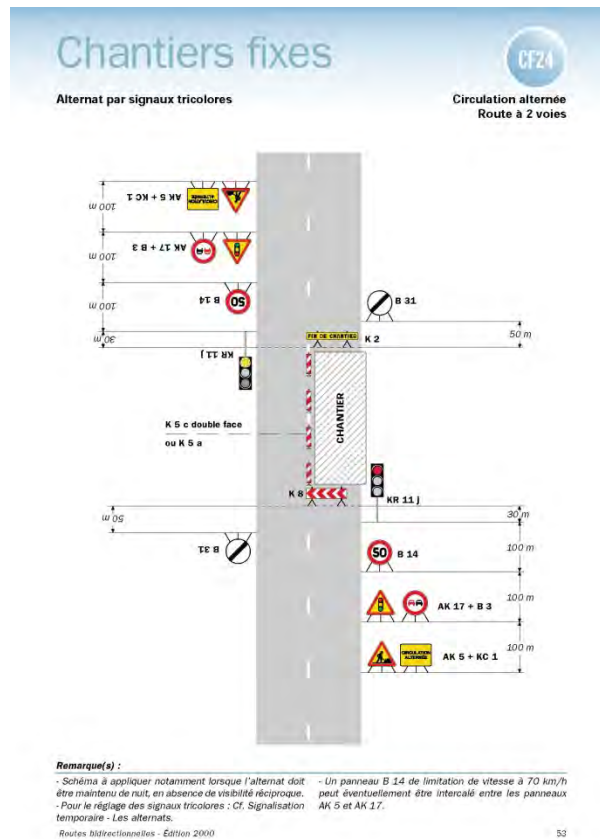 Chantiers fixes
CF24
Alternat par signaux tricolores
Circulation alternée
Route à 2 voies
100 m
AK 5 + KC 1
CIRCULATION
ALTERNÉE
100 m
AK 17 + B 3
100 m
B 14
50
30 m
KR 11 j
B 31
50 m
FIN DE CHANTIER
K 2
K 5 c double face
ou K 5 a
CHANTIER
K 8
KR 11 j
50 m
B 31
30 m
50
B 14
100 m
AK 17 + B 3
100 m
CIRCULATION
ALTERNÉE
AK 5 + KC 1
100 m
Remarque(s) :
- Schéma à appliquer notamment lorsque l'alternat doit
être maintenu de nuit, en absence de visibilité réciproque.
- Pour le réglage des signaux tricolores : Cf. Signalisation
temporaire - Les alternats.
- Un panneau B 14 de limitation de vitesse à 70 km/h
peut éventuellement être intercalé entre les panneaux
AK 5 et AK 17.
Routes bidirectionnelles - Édition 2000
53